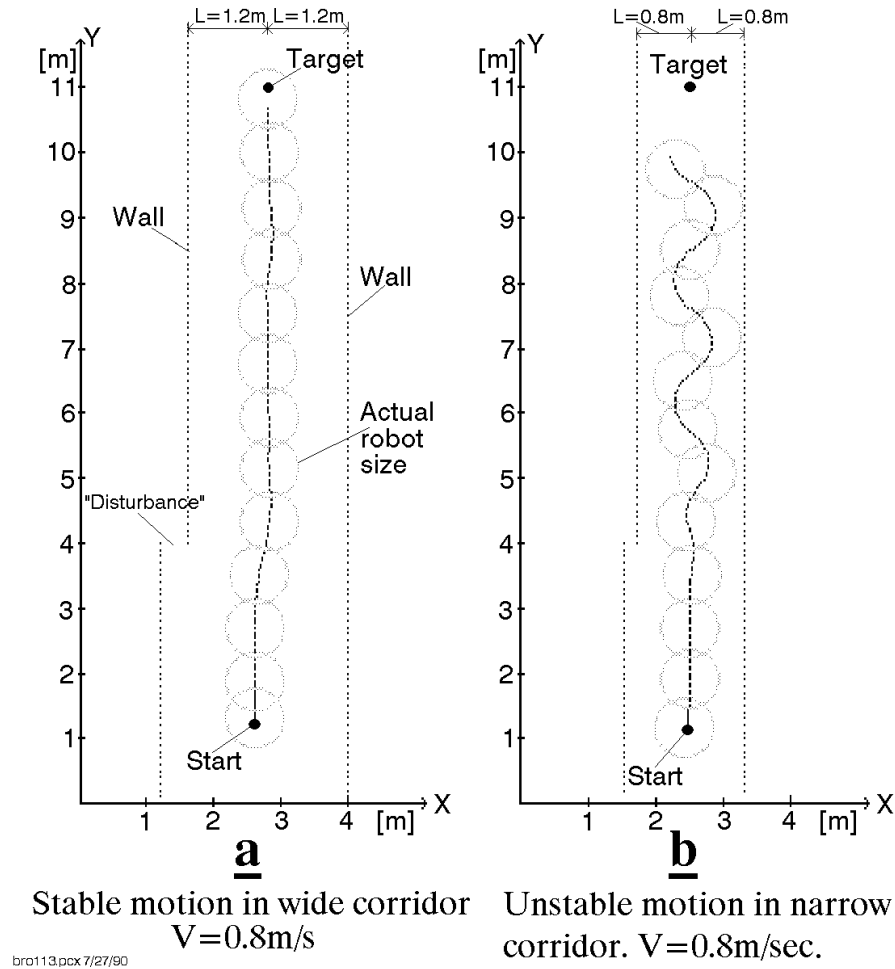 L=1.2m L=1.2m
Y
[m]
Target
11
10
9
8
7
6
5
4
3
2
1
Wall
Wall
Actual
robot
size
"Disturbance"
Start
1 2 3 4 [m] X
a
Stable motion in wide corridor
V=0.8m/s
bro113.pcx 7/27/90
L=0.8m L=0.8m
Y
[m]
Target
11
10
9
8
7
6
5
4
3
2
1
Start
1 2 3 4 [m] X
b
Unstable motion in narrow
corridor. V=0.8m/sec.